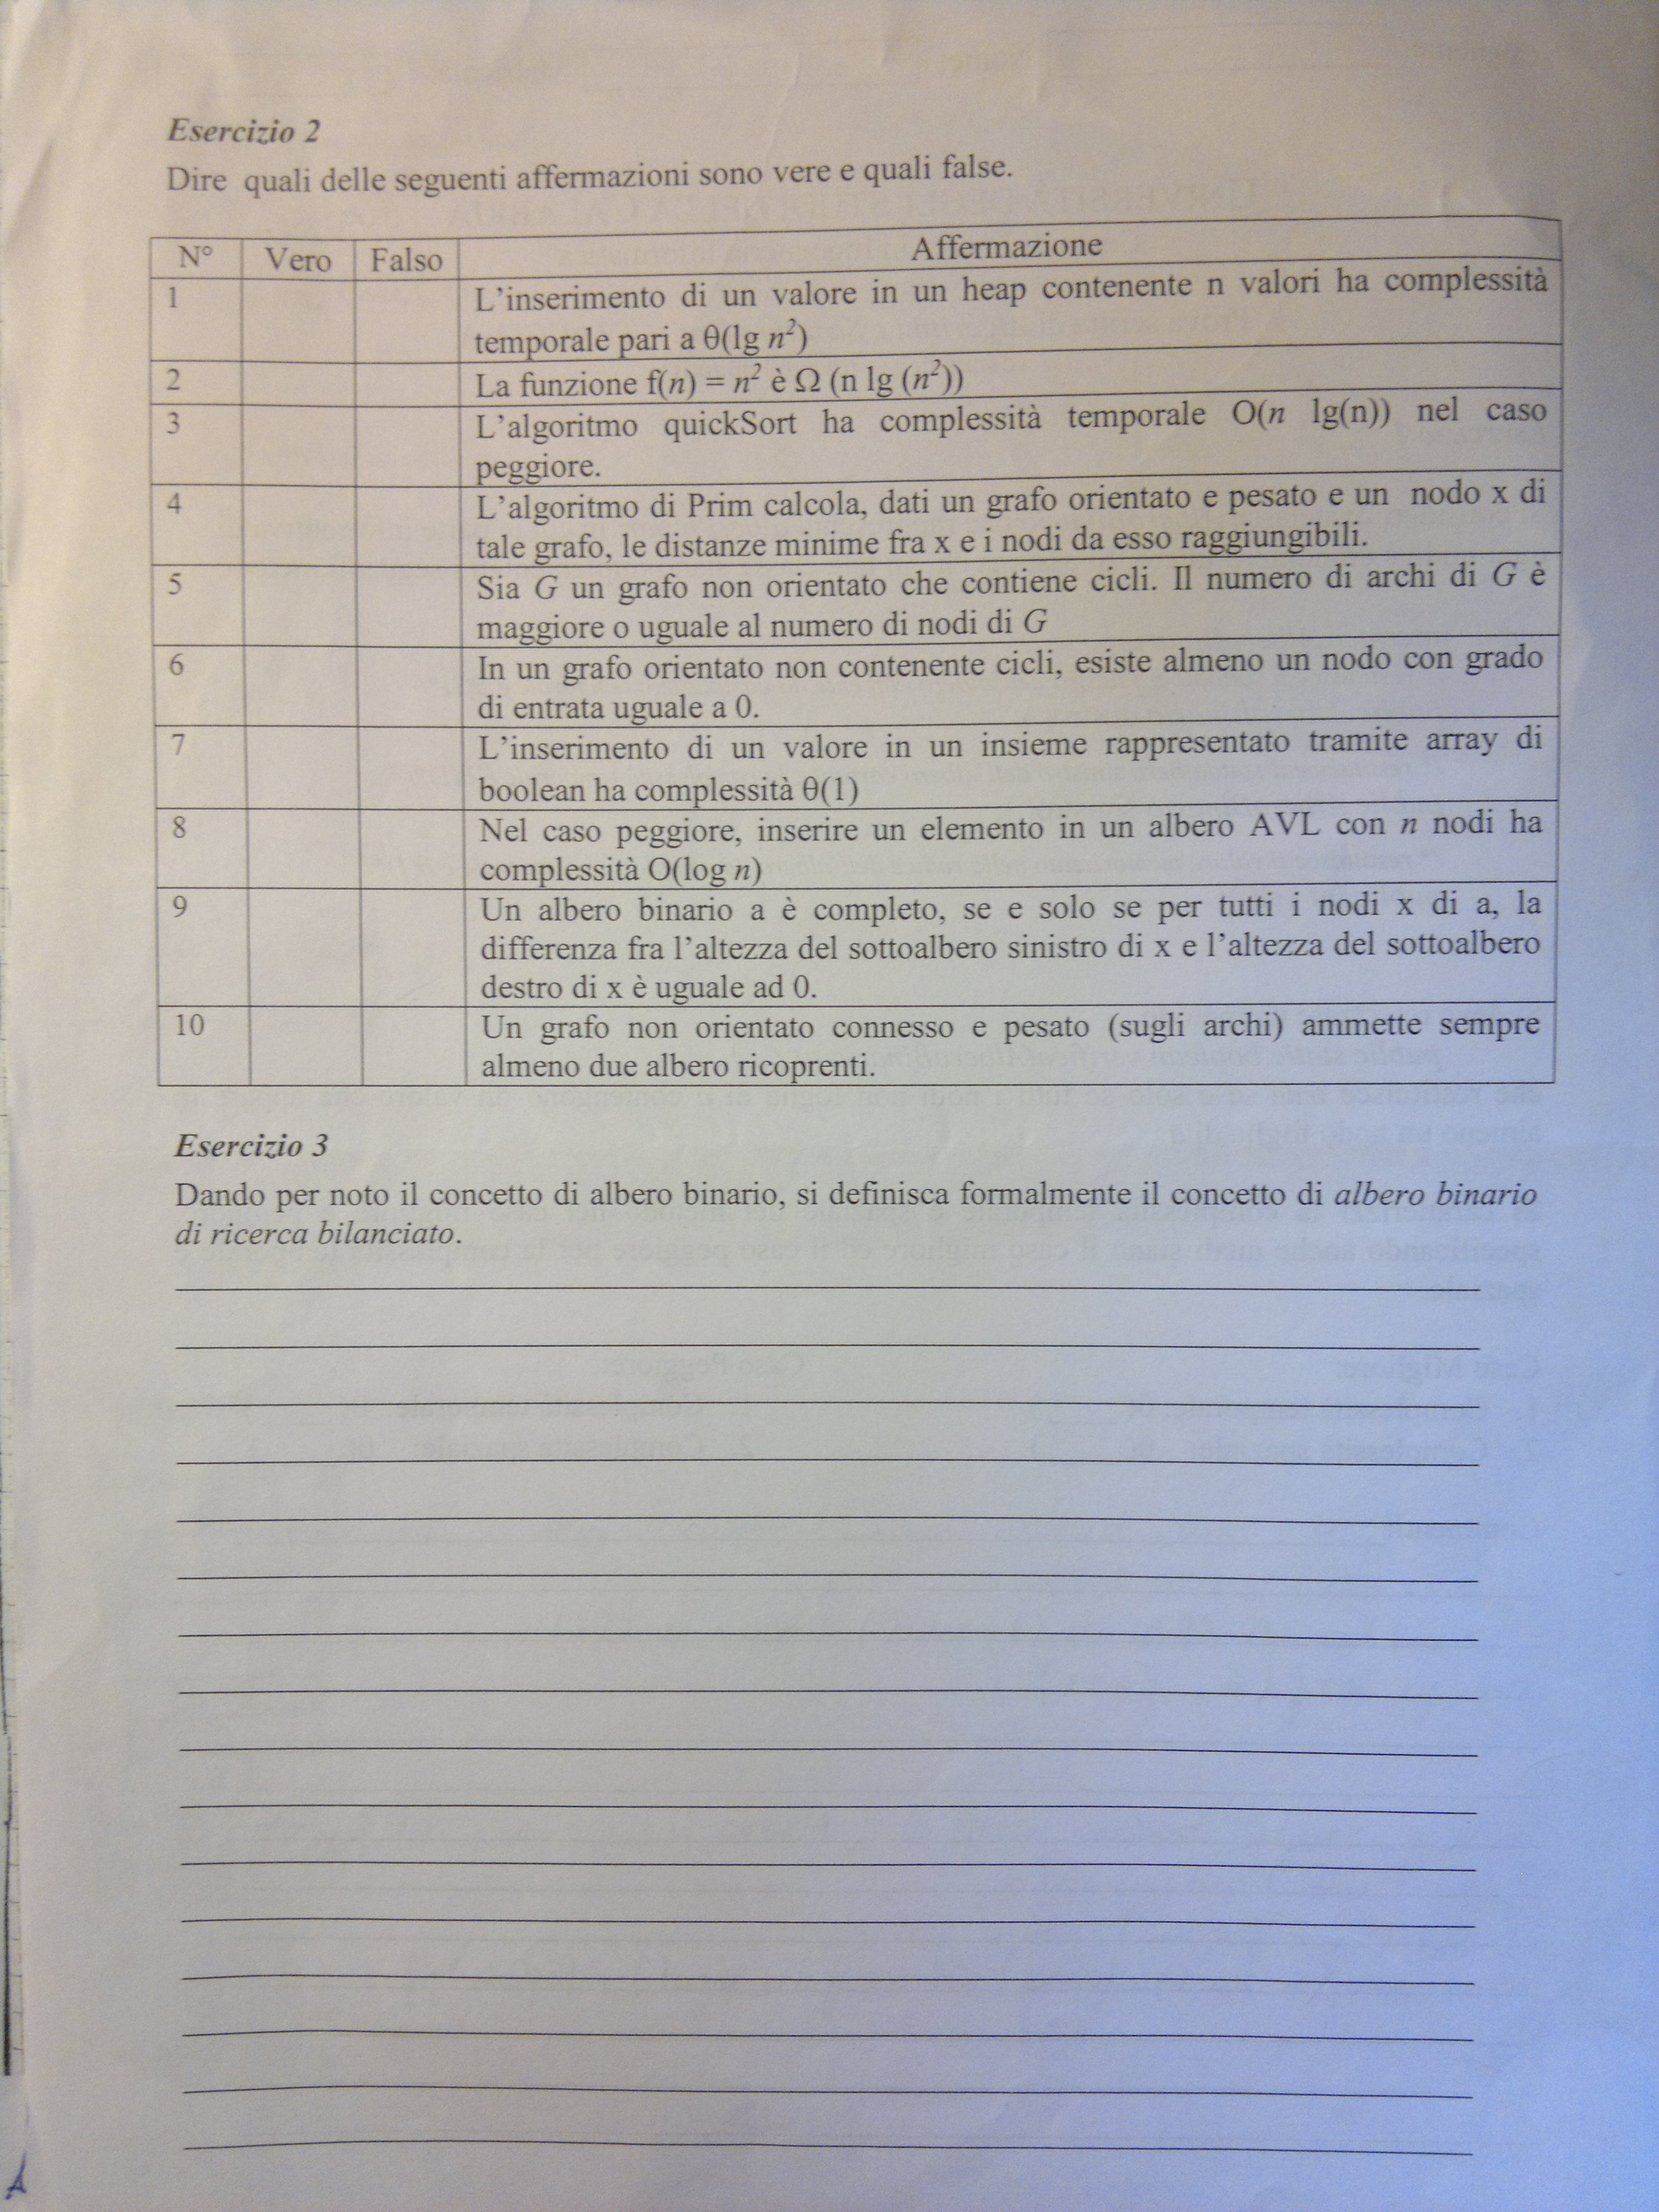 Esercizio 2
Dire quali delle seguenti affermazioni sono vere e quali false.
N° Vero Falso Affermazione
1 L'inserimento di un valore in un heap contenente n valori ha complessità
temporale pari a θ(lg n²)
2 La funzione f(n) = n² è Ω (n lg (n²))
3 L'algoritmo quickSort ha complessità temporale O(n lg(n)) nel caso
peggiore.
4 L'algoritmo di Prim calcola, dati un grafo orientato e pesato e un nodo x di
tale grafo, le distanze minime fra x e i nodi da esso raggiungibili.
5 Sia G un grafo non orientato che contiene cicli. Il numero di archi di G è
maggiore o uguale al numero di nodi di G
6 In un grafo orientato non contenente cicli, esiste almeno un nodo con grado
di entrata uguale a 0.
7 L'inserimento di un valore in un insieme rappresentato tramite array di
boolean ha complessità θ(1)
8 Nel caso peggiore, inserire un elemento in un albero AVL con n nodi ha
complessità O(log n)
9 Un albero binario a è completo, se e solo se per tutti i nodi x di a, la
differenza fra l'altezza del sottoalbero sinistro di x e l'altezza del sottoalbero
destro di x è uguale ad 0.
10 Un grafo non orientato connesso e pesato (sugli archi) ammette sempre
almeno due albero ricoprenti.
Esercizio 3
Dando per noto il concetto di albero binario, si definisca formalmente il concetto di albero binario
di ricerca bilanciato.